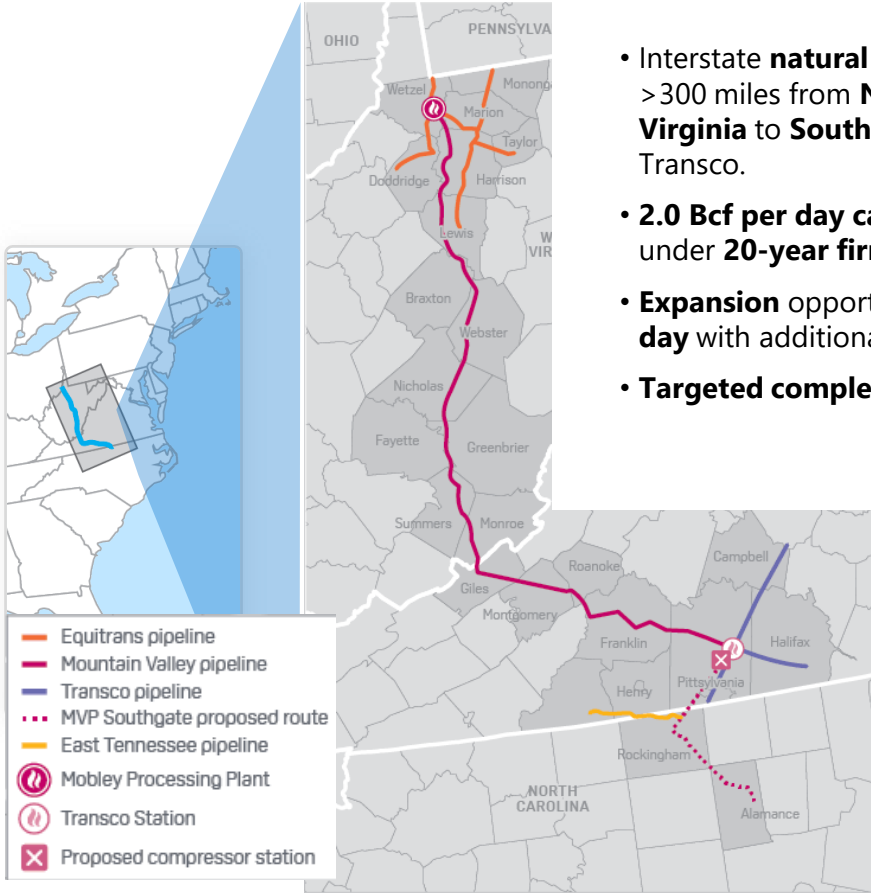 OHIO
PENNSYLVA
Wetzel
Monong
Marion
Taylor
Doddridge
Harrison
Lewis
W
VIR
Braxton
Webster
Nicholas
Fayette
Greenbrier
Summers
Monroe
Giles
Roanoke
Campbell
Montgomery
Franklin
Halifax
Pittsylvania
Henry
Rockingham
NORTH
CAROLINA
Alamance
• Interstate natural
>300 miles from N
Virginia to South
Transco.
• 2.0 Bcf per day ca
under 20-year fir
• Expansion opport
day with additiona
• Targeted comple
Equitrans pipeline
Mountain Valley pipeline
Transco pipeline
MVP Southgate proposed route
East Tennessee pipeline
Mobley Processing Plant
Transco Station
Proposed compressor station